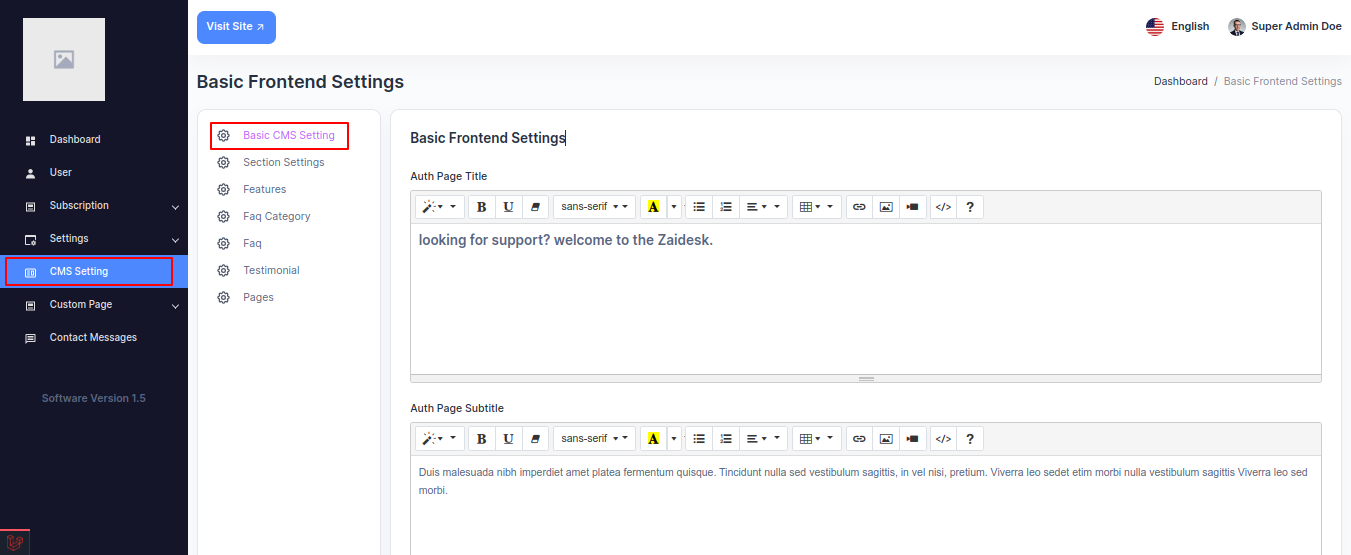 Visit Site
English
Super Admin Doe
Basic Frontend Settings
Dashboard / Basic Frontend Settings
Dashboard
User
Subscription
Settings
CMS Setting
Custom Page
Contact Messages
Software Version 1.5
Basic CMS Setting
Section Settings
Features
Faq Category
Faq
Testimonial
Pages
Basic Frontend Settings
Auth Page Title
B U sans-serif A </> ?
looking for support? welcome to the Zaidesk.
Auth Page Subtitle
B U sans-serif A </> ?
Duis malesuada nibh imperdiet amet platea fermentum quisque. Tincidunt nulla sed vestibulum sagittis, in vel nisi, pretium. Viverra leo sedet etim morbi nulla vestibulum sagittis Viverra leo sed
morbi.